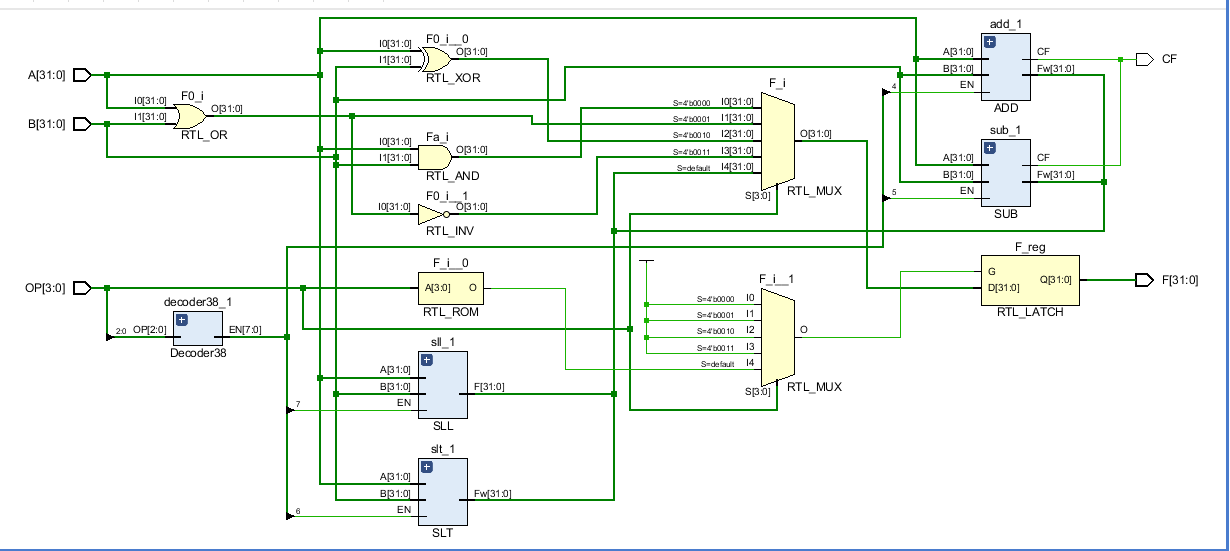 add_1
F0_i__0
A[31:0]
CF
CF
I0[31:0]
O[31:0]
I1[31:0]
B[31:0]
Fw[31:0]
A[31:0]
RTL_XOR
F_i
4
EN
F0_i
ADD
I0[31:0]
O[31:0]
S=4'b0000
I0[31:0]
B[31:0]
I1[31:0]
S=4'b0001
I1[31:0]
sub_1
RTL_OR
Fa_i
S=4'b0010
I2[31:0]
O[31:0]
I0[31:0]
O[31:0]
S=4'b0011
I3[31:0]
A[31:0]
CF
I1[31:0]
S=default
I4[31:0]
B[31:0]
Fw[31:0]
RTL_AND
RTL_MUX
5
EN
F0_i__1
S[3:0]
I0[31:0]
O[31:0]
SUB
RTL_INV
F_reg
F_i__0
F_i__1
G
OP[3:0]
A[3:0]
O
D[31:0]
Q[31:0]
F[31:0]
decoder38_1
S=4'b0000
I0
RTL_ROM
RTL_LATCH
S=4'b0001
I1
2:0
OP[2:0]
EN[7:0]
S=4'b0010
I2
O
Decoder38
sll_1
S=4'b0011
I3
A[31:0]
S=default
I4
B[31:0]
F[31:0]
RTL_MUX
7
EN
S[3:0]
SLL
slt_1
A[31:0]
B[31:0]
Fw[31:0]
6
EN
SLT